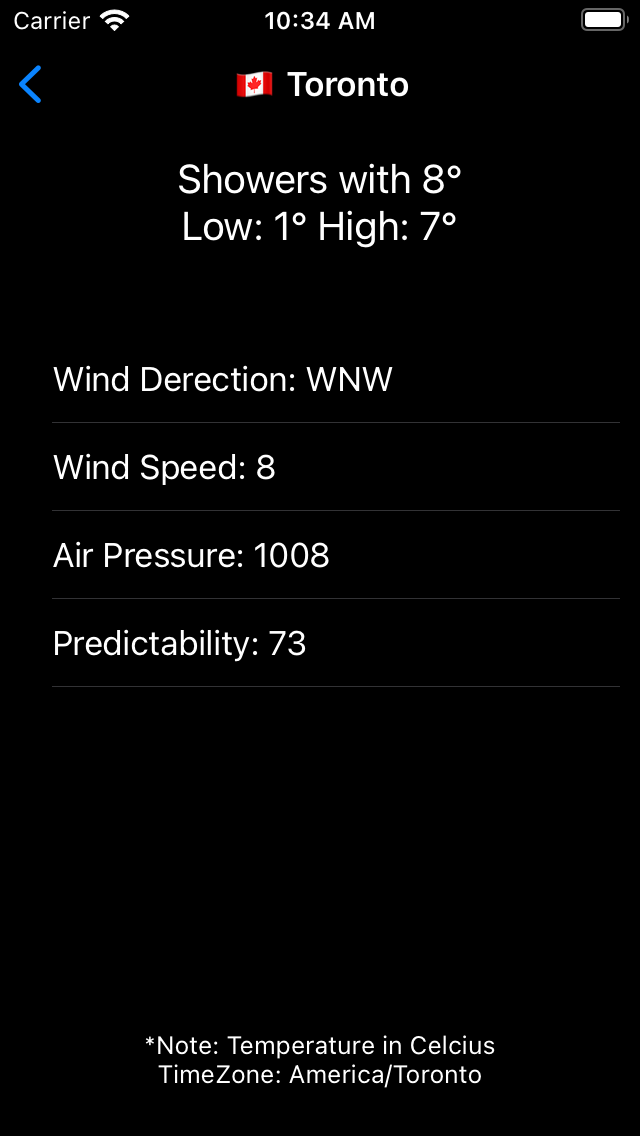 Carrier 10:34 AM
🇨🇦 Toronto
Showers with 8°
Low: 1° High: 7°
Wind Derection: WNW
Wind Speed: 8
Air Pressure: 1008
Predictability: 73
*Note: Temperature in Celcius
TimeZone: America/Toronto